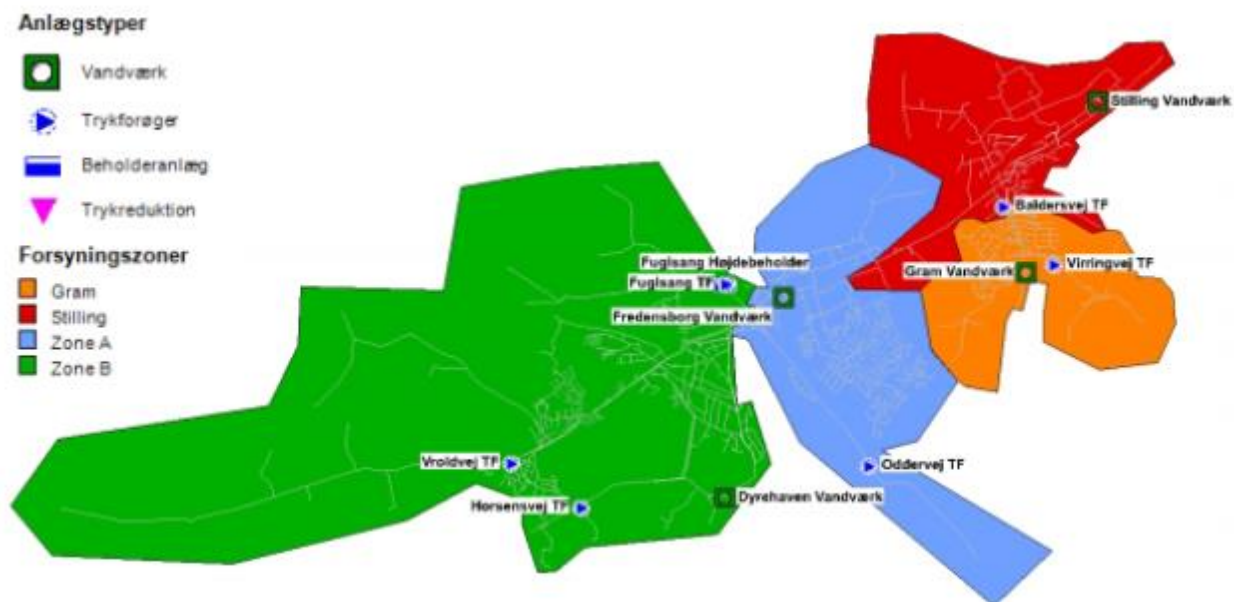 Anlægstyper
Vandværk
Trykforøger
Beholderanlæg
Trykreduktion
Forsyningszoner
Gram
Stilling
Zone A
Zone B
Stilling Vandværk
Baldersvej TF
Virringvej TF
Gram Vandværk
Fuglsang Højdebeholder
Fuglsang TF
Fredensborg Vandværk
Vroldvej TF
Oddervej TF
Horsensvej TF
Dyrehaven Vandværk